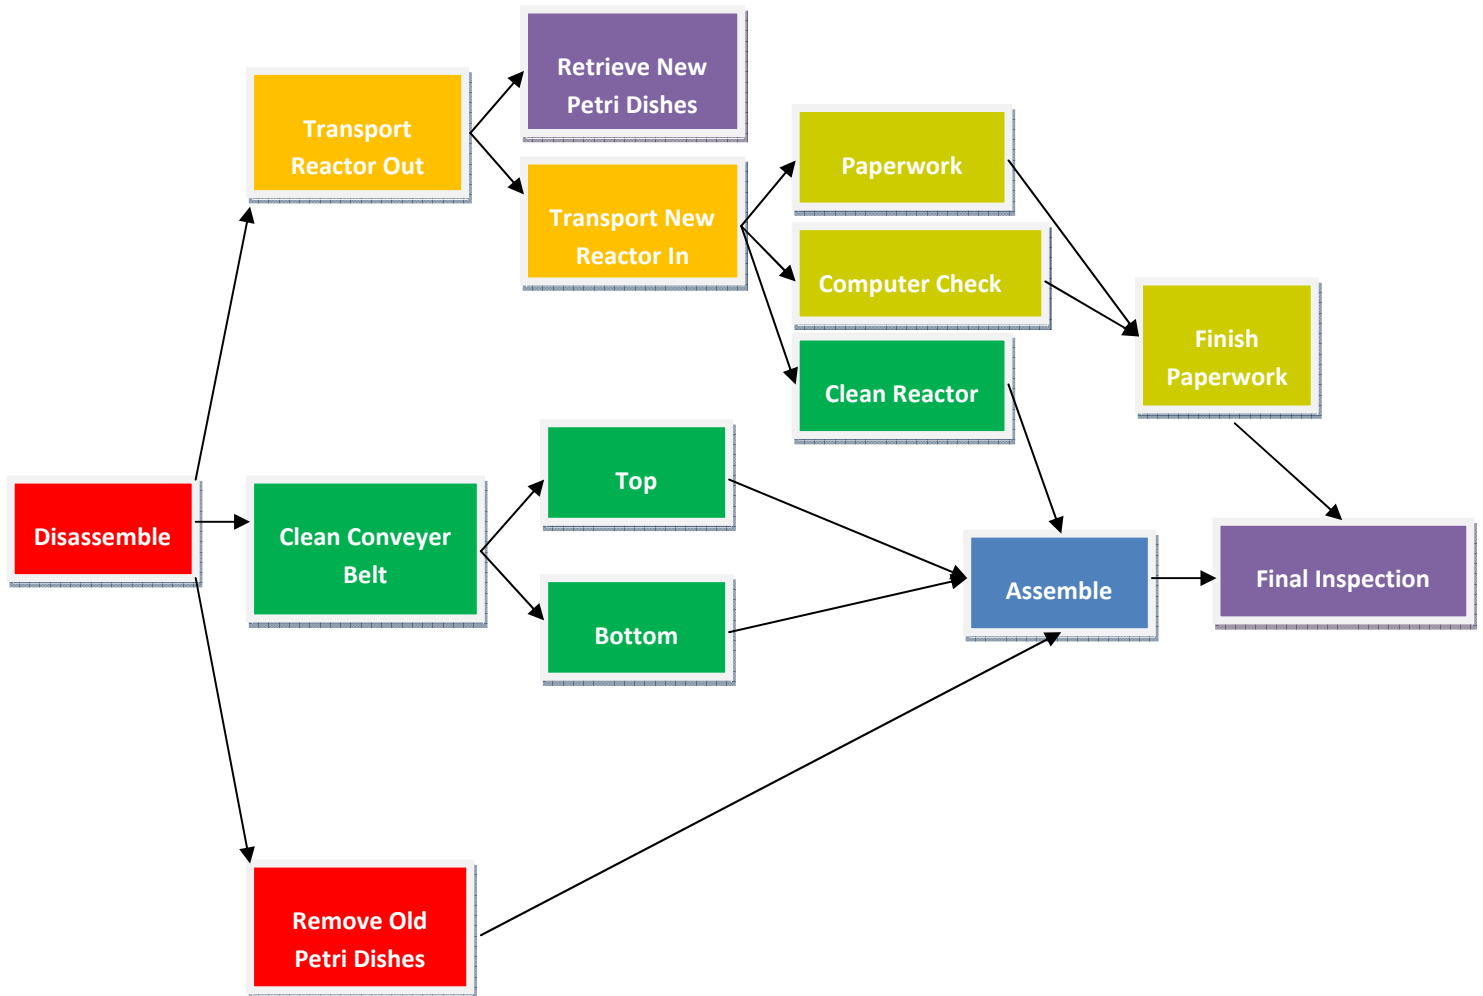 Retrieve New
Petri Dishes
Transport
Reactor Out
Paperwork
Transport New
Reactor In
Computer Check
Finish
Paperwork
Clean Reactor
Top
Disassemble
Clean Conveyer
Belt
Assemble
Final Inspection
Bottom
Remove Old
Petri Dishes